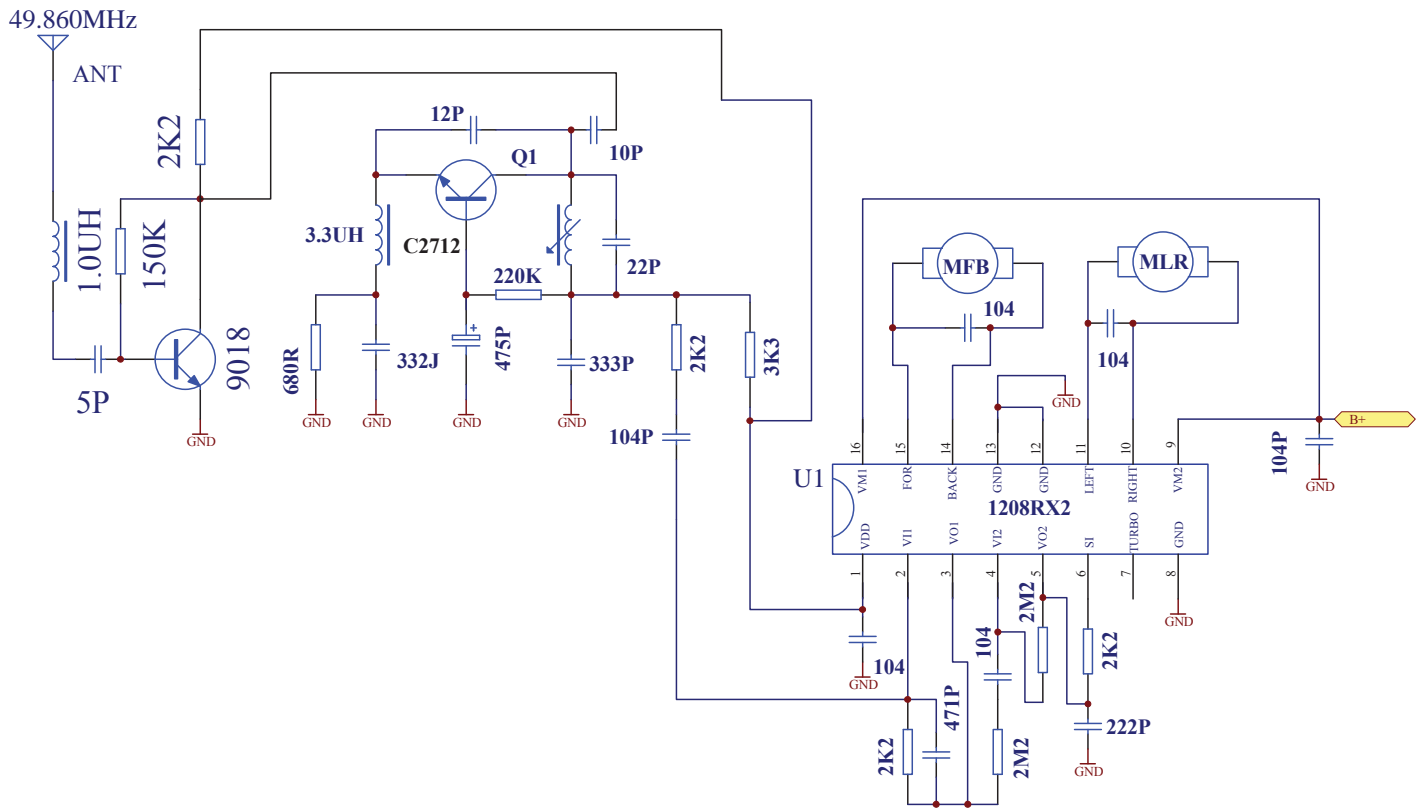 49.860MHz
ANT
2K2
1.0UH
150K
5P
9018
GND
12P
10P
Q1
3.3UH
C2712
22P
220K
680R
332J
475P
+
333P
2K2
3K3
GND
GND
GND
GND
104P
MFB
104
MLR
104
GND
B+
104P
GND
U1
16
15
14
13
12
11
10
9
VM1
FOR
BACK
GND
GND
LEFT
RIGHT
VM2
1208RX2
VDD
VI1
VO1
VI2
VO2
SI
TURBO
GND
1
2
3
4
5
6
7
8
104
GND
2K2
471P
104
2M2
2M2
2K2
222P
GND
GND